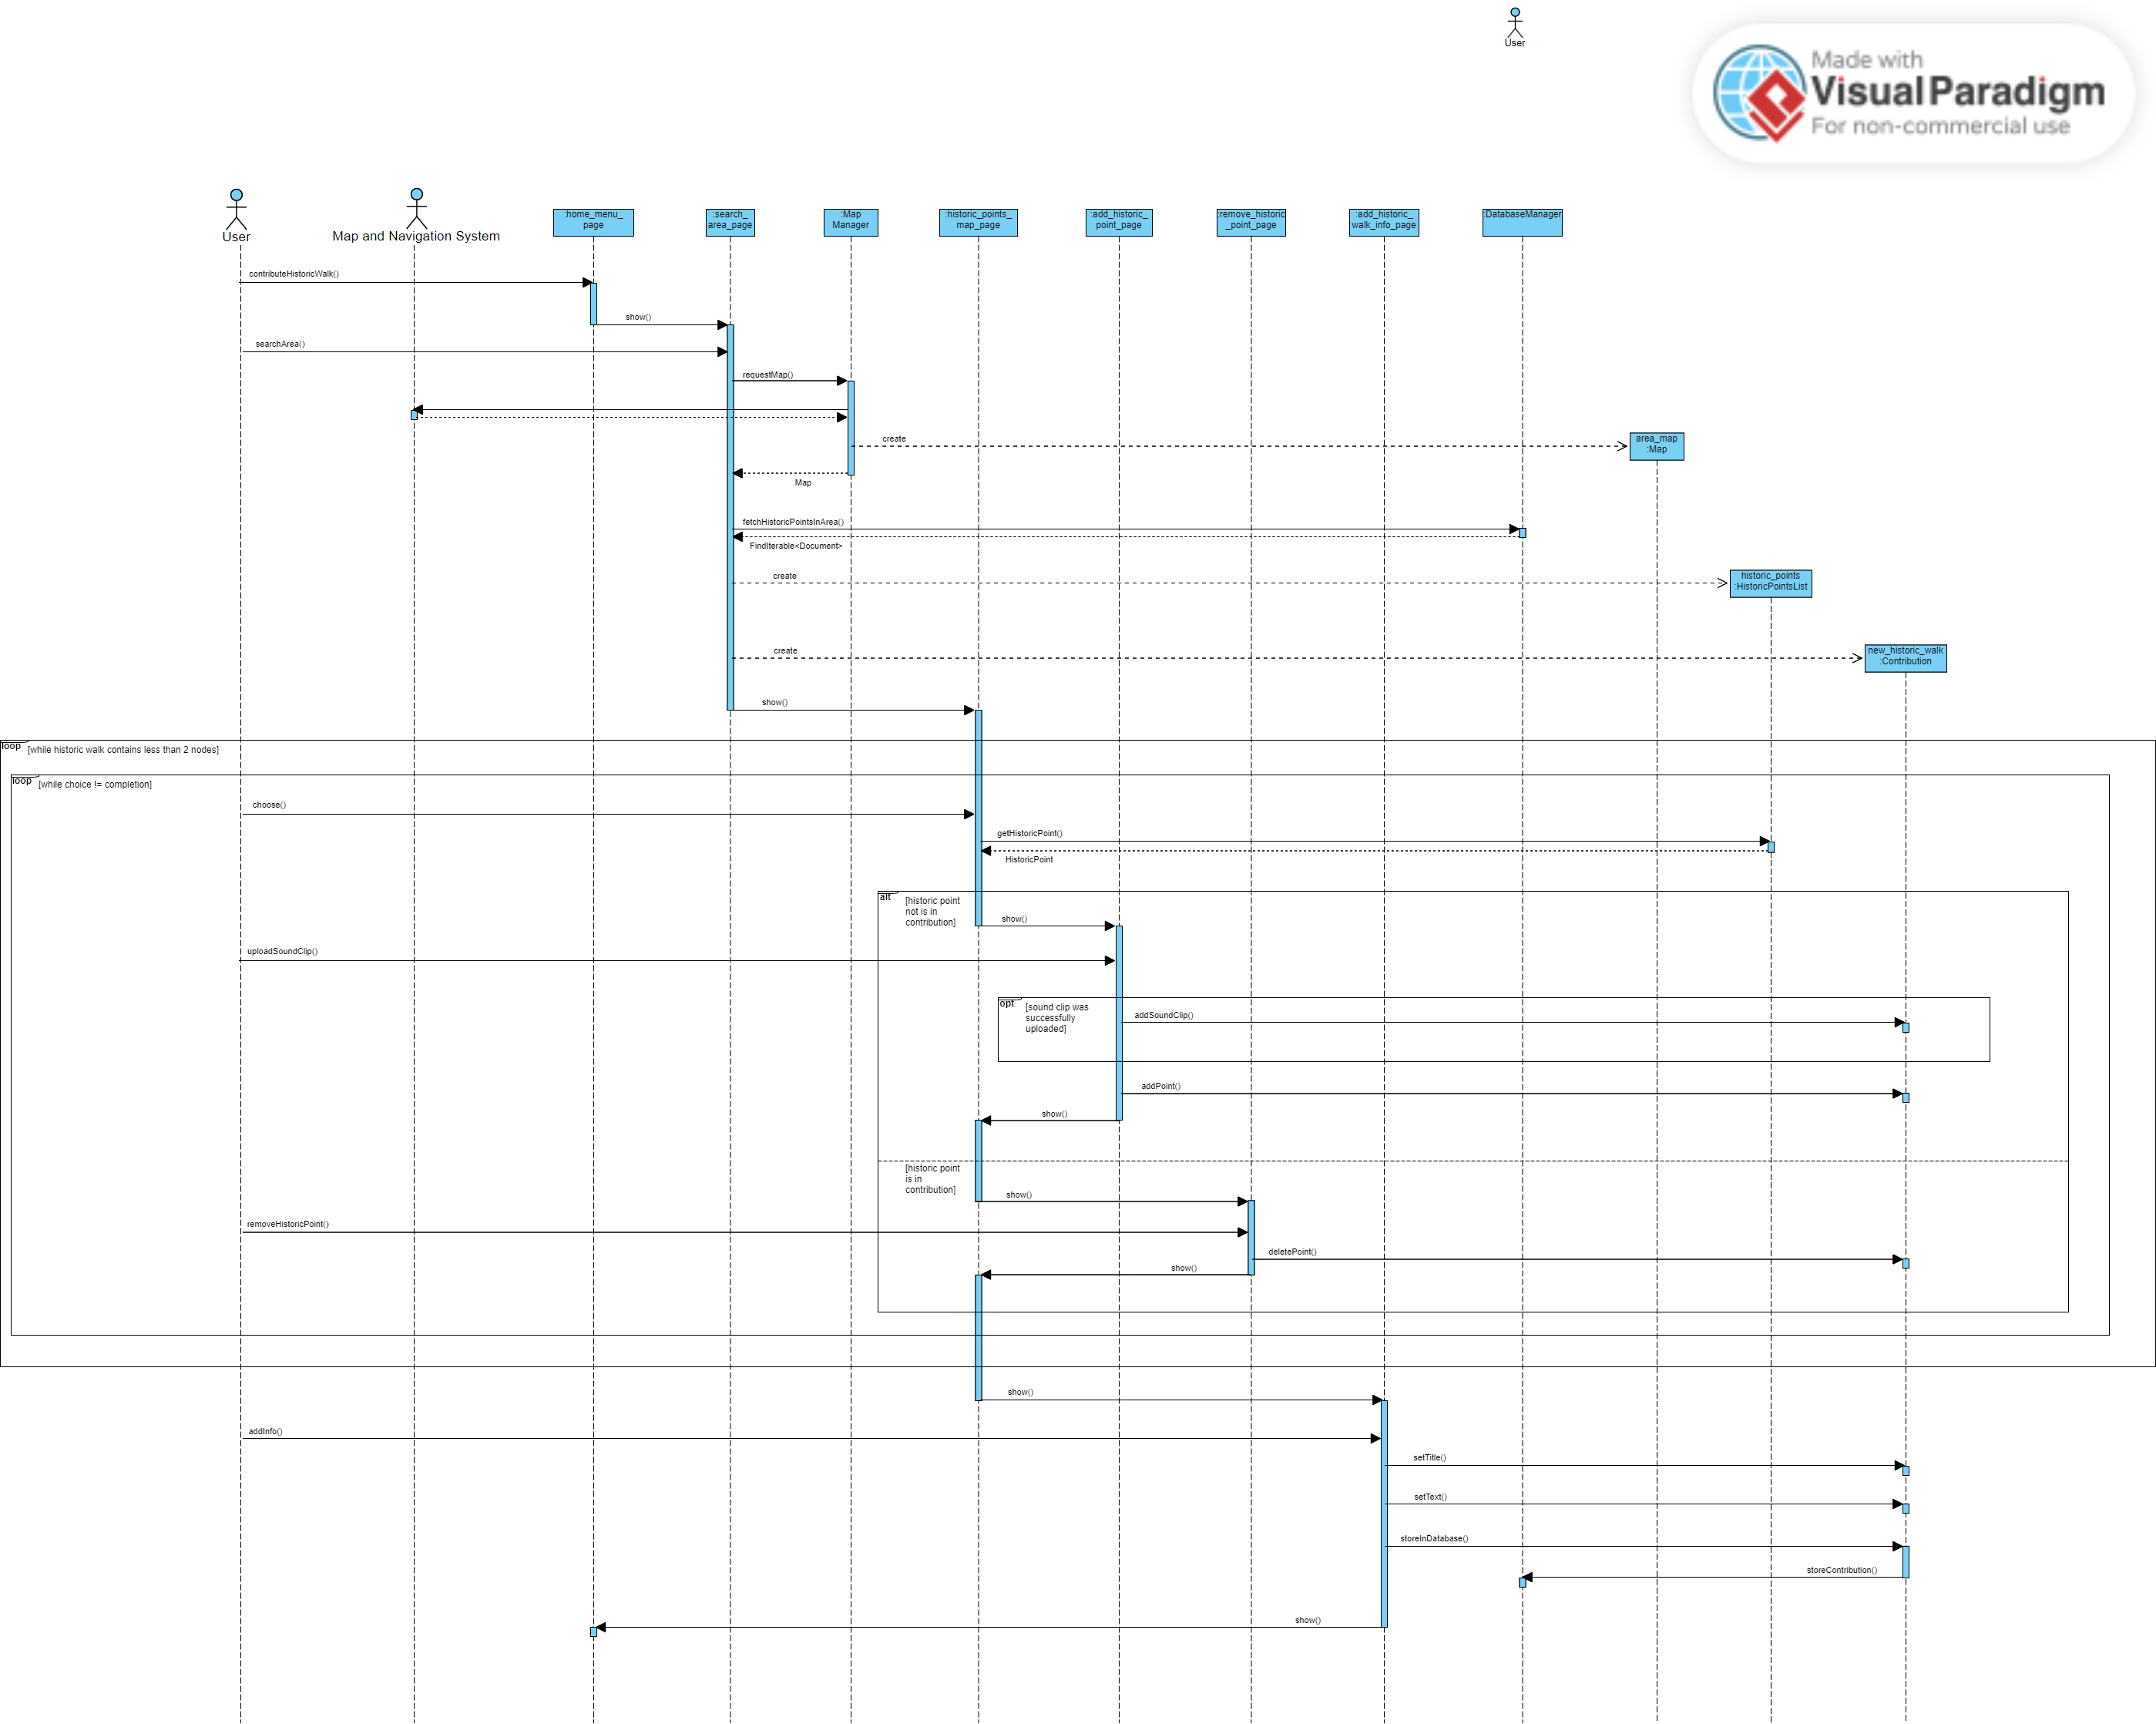 User
Made with
Visual Paradigm
For non-commercial use
User
Map and Navigation System
:home_menu_
page
:search_
area_page
:Map
Manager
:historic_points_
map_page
:add_historic_
point_page
:remove_historic
_point_page
:add_historic_
walk_info_page
:DatabaseManager
contributeHistoricWalk()
show()
searchArea()
requestMap()
create
area_map
:Map
Map
fetchHistoricPointsInArea()
FindIterable<Document>
create
historic_points
:HistoricPointsList
create
new_historic_walk
:Contribution
show()
loop
[while historic walk contains less than 2 nodes]
loop
[while choice != completion]
choose()
getHistoricPoint()
HistoricPoint
alt
[historic point
not is in
contribution]
show()
uploadSoundClip()
opt
[sound clip was
successfully
uploaded]
addSoundClip()
addPoint()
show()
[historic point
is in
contribution]
show()
removeHistoricPoint()
deletePoint()
show()
show()
addInfo()
setTitle()
setText()
storeInDatabase()
storeContribution()
show()